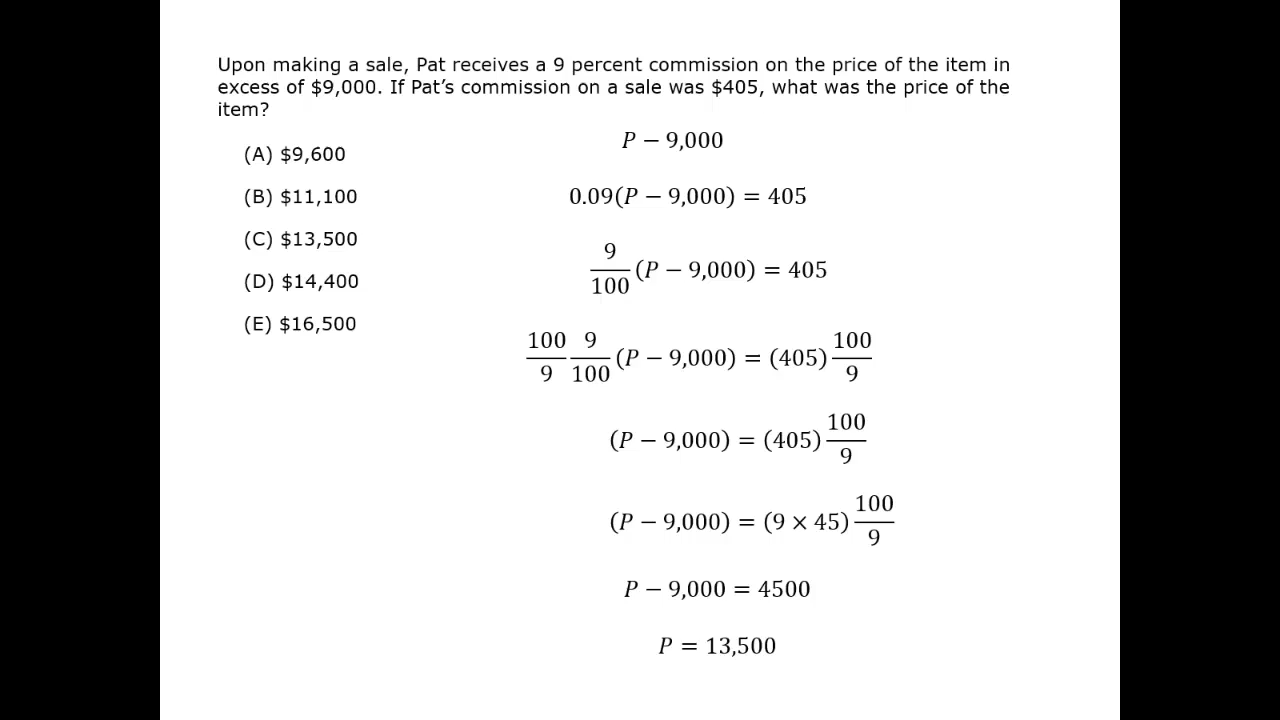 Upon making a sale, Pat receives a 9 percent commission on the price of the item in
excess of $9,000. If Pat’s commission on a sale was $405, what was the price of the
item?
(A) $9,600
(B) $11,100
(C) $13,500
(D) $14,400
(E) $16,500
P − 9,000
0.09(P − 9,000) = 405
9/100 (P − 9,000) = 405
100/9 9/100 (P − 9,000) = (405) 100/9
(P − 9,000) = (405) 100/9
(P − 9,000) = (9 × 45) 100/9
P − 9,000 = 4500
P = 13,500